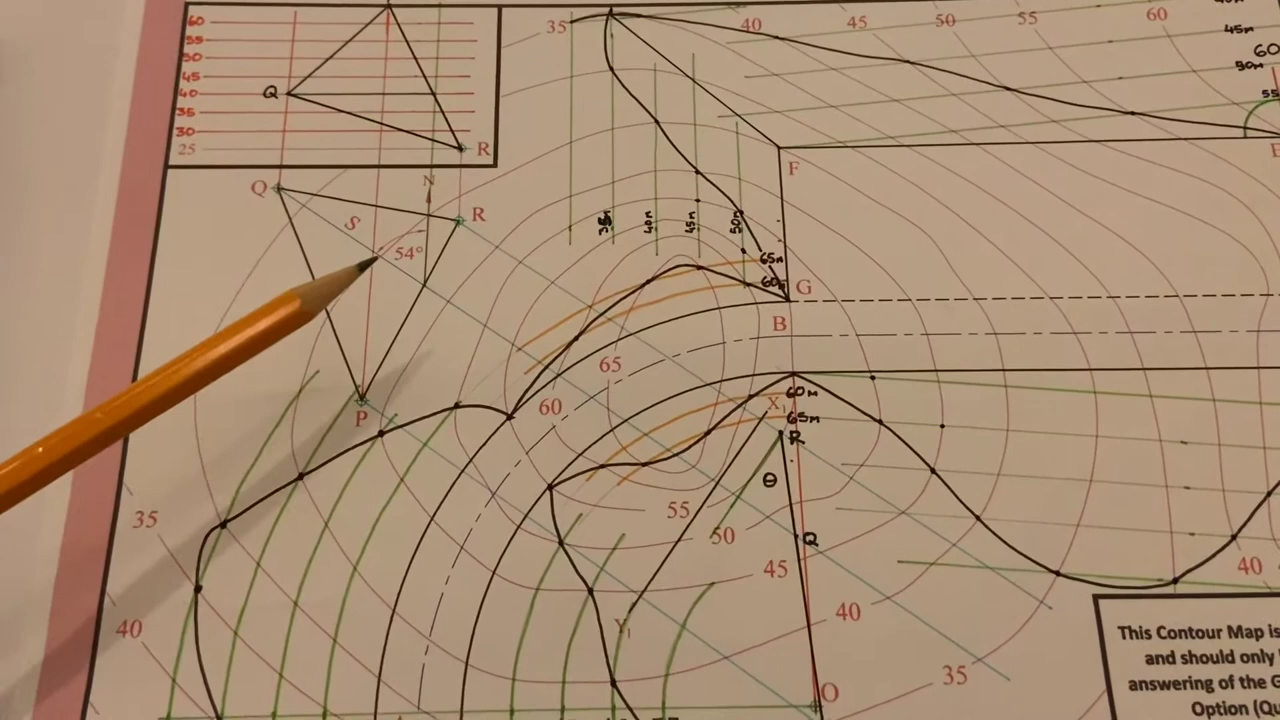 60
55
50
45
40
35
30
25
Q
R
35
40
45
50
55
60
45m
60
50m
55
Q
R
N
S
54°
P
F
G
B
35m
40m
45m
50m
65m
60m
65
60
60m
X₁
65m
R
θ
Q
55
50
45
40
35
Y₁
O
35
40
40
This Contour Map is
and should only
answering of the G
Option (Qu